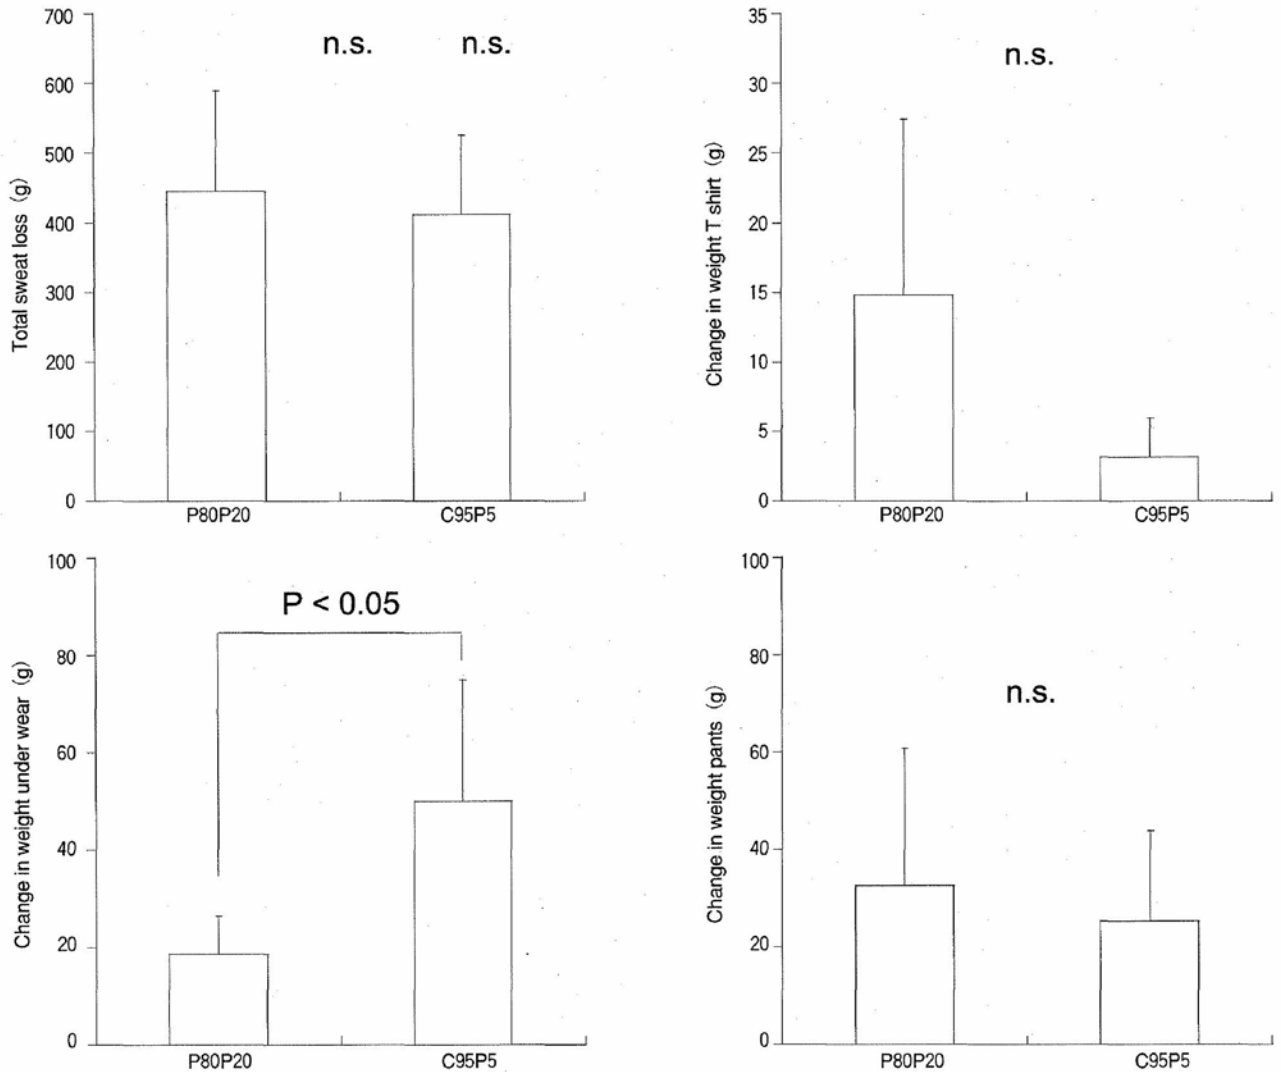 700
600
500
400
300
200
100
0
Total sweat loss (g)
n.s. n.s.
P80P20 C95P5
35
30
25
20
15
10
5
0
Change in weight T shirt (g)
n.s.
P80P20 C95P5
100
80
60
40
20
0
Change in weight under wear (g)
P < 0.05
P80P20 C95P5
100
80
60
40
20
0
Change in weight pants (g)
n.s.
P80P20 C95P5